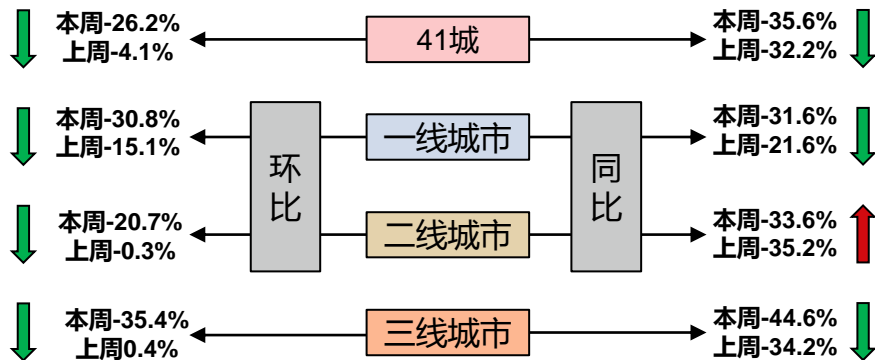 本周-26.2%
上周-4.1%
41城
本周-35.6%
上周-32.2%
本周-30.8%
上周-15.1%
环比
一线城市
同比
本周-31.6%
上周-21.6%
本周-20.7%
上周-0.3%
二线城市
本周-33.6%
上周-35.2%
本周-35.4%
上周0.4%
三线城市
本周-44.6%
上周-34.2%